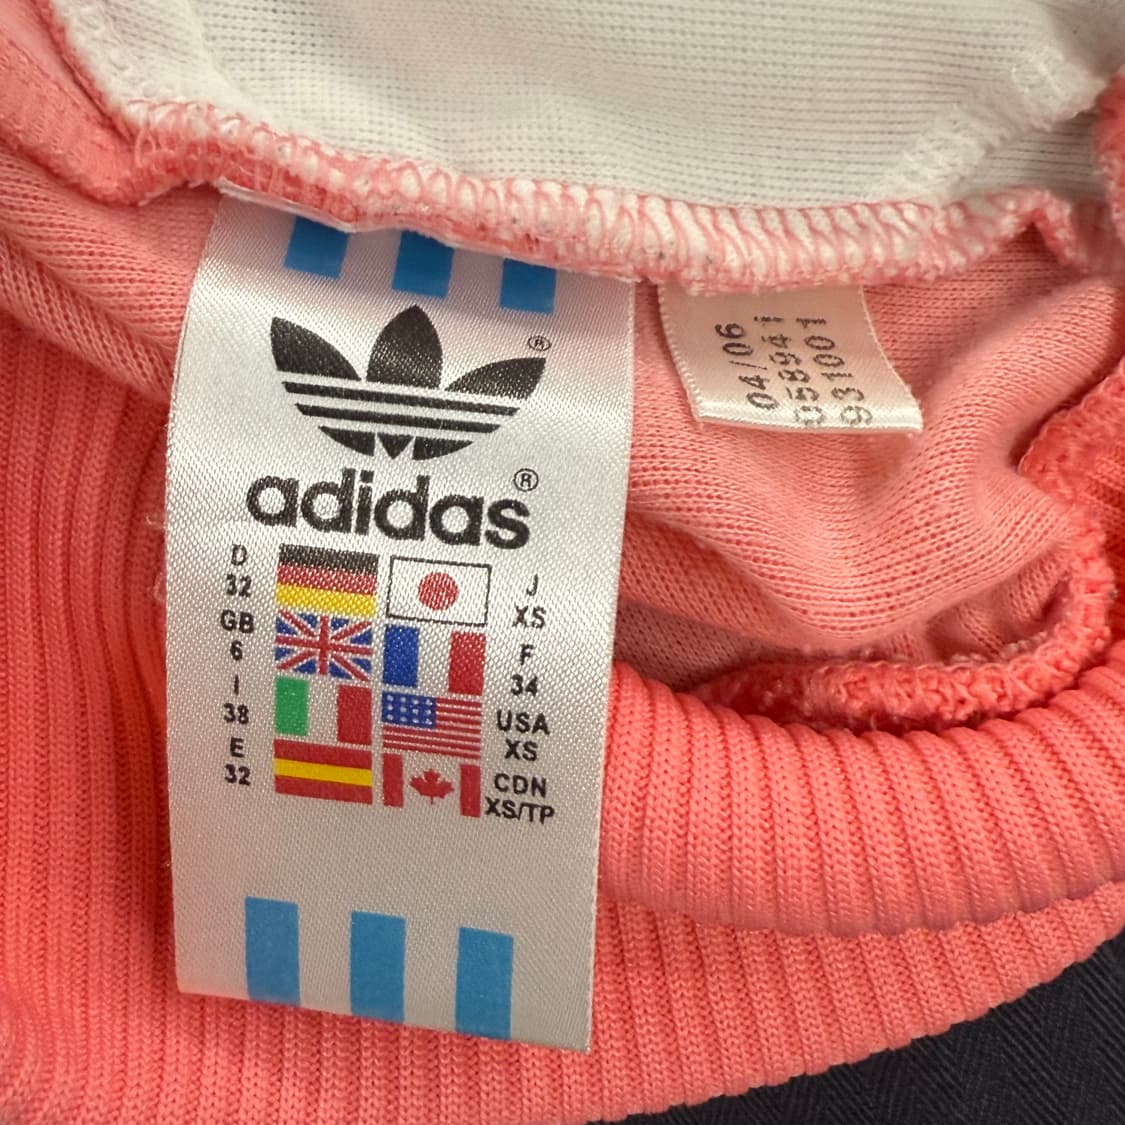 ®
adidas®
D
32
GB
6
I
38
E
32
J
XS
F
34
USA
XS
CDN
XS/TP
04/06
058941
931001